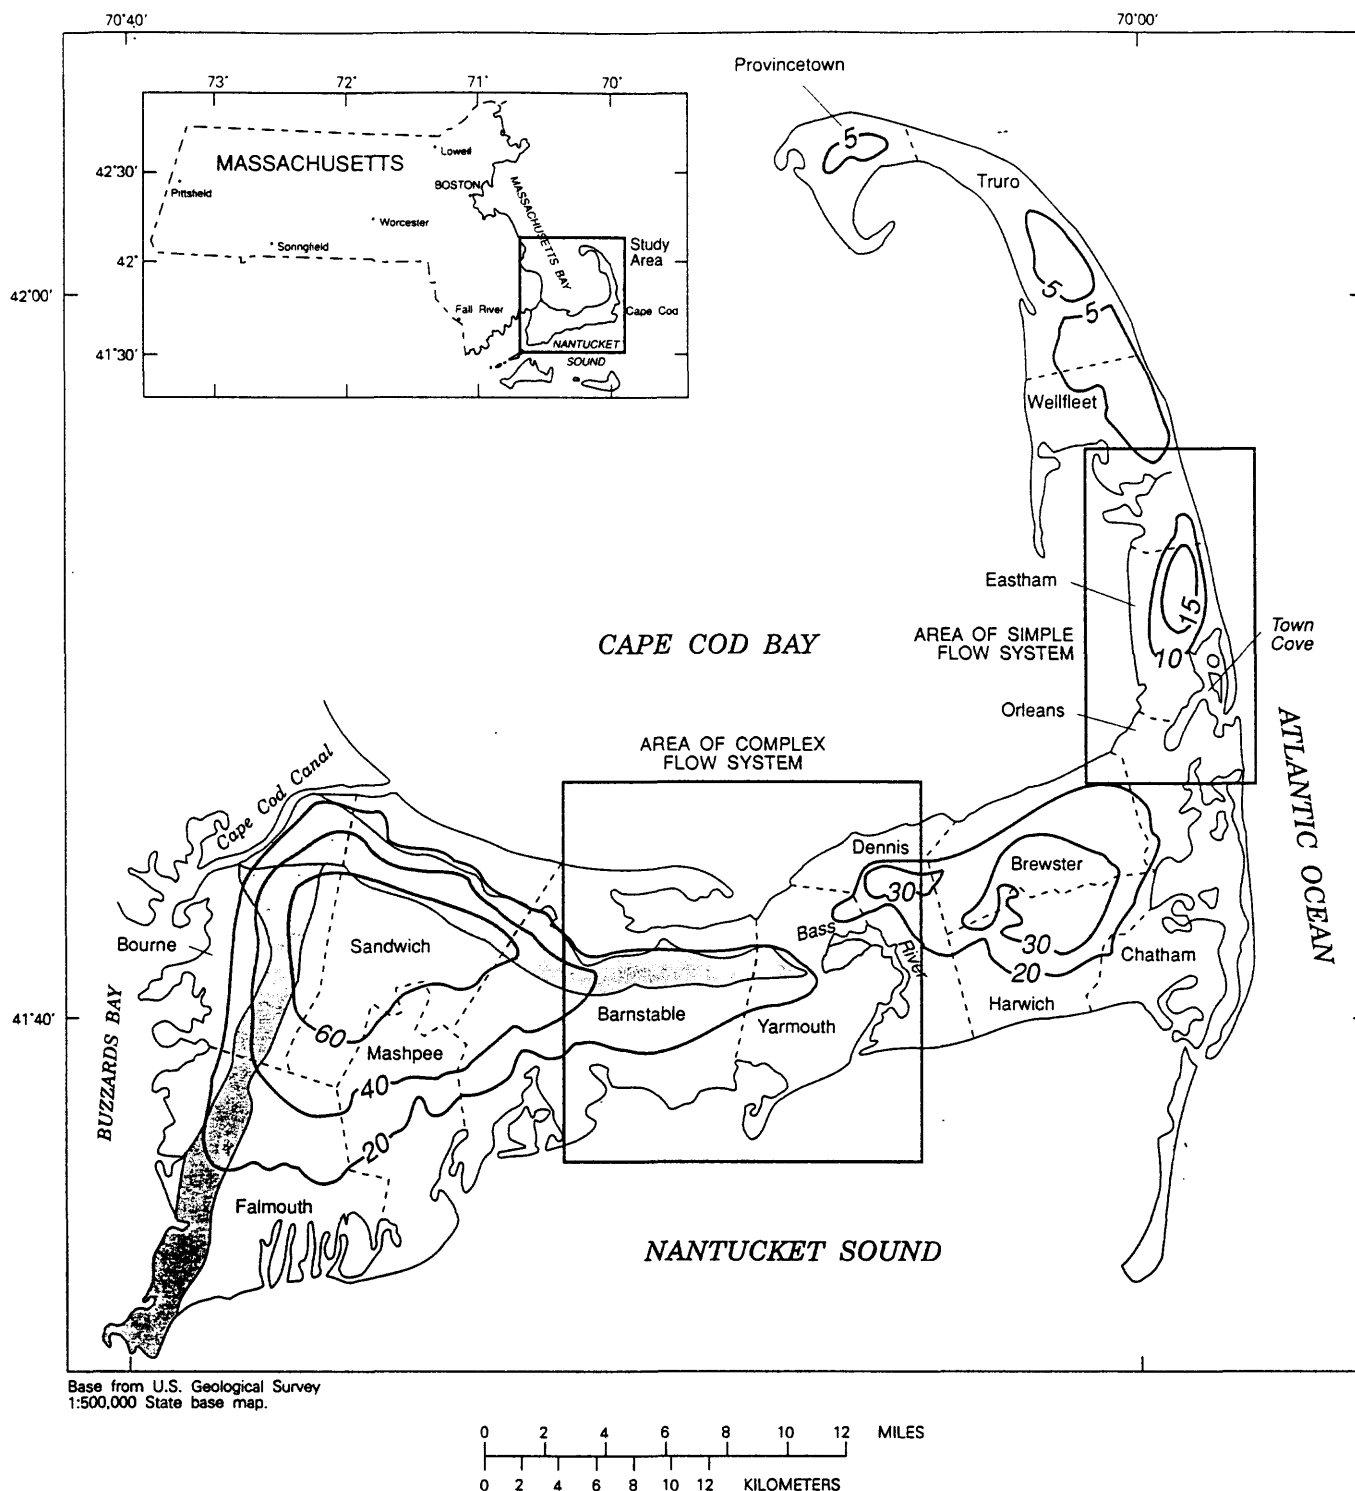 70°40'
70°00'
Provincetown
73°
72°
71°
70°
5
Lowell
MASSACHUSETTS
42°30'
BOSTON
MASSACHUSETTS BAY
Truro
Pittsfield
Worcester
Study
Area
Sonngfield
42°
42°00'
5
5
Fall River
Cape Cod
NANTUCKET
SOUND
41°30'
Wellfleet
Eastham
15
AREA OF SIMPLE
FLOW SYSTEM
Town
Cove
10
CAPE COD BAY
Orleans
ATLANTIC OCEAN
AREA OF COMPLEX
FLOW SYSTEM
Cape Cod Canal
Dennis
Brewster
30
Bourne
Sandwich
Bass
River
30
20
Chatham
Harwich
BUZZARDS BAY
41°40'
Barnstable
Yarmouth
60
Mashpee
40
20
Falmouth
NANTUCKET SOUND
Base from U.S. Geological Survey
1:500,000 State base map.
0 2 4 6 8 10 12 MILES
0 2 4 6 8 10 12 KILOMETERS